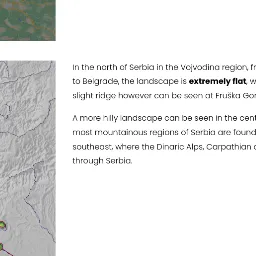 In the north of Serbia in the Vojvodina region, f
to Belgrade, the landscape is extremely flat, w
slight ridge however can be seen at Fruška Gor
A more hilly landscape can be seen in the cent
most mountainous regions of Serbia are found
southeast, where the Dinaric Alps, Carpathian
through Serbia.